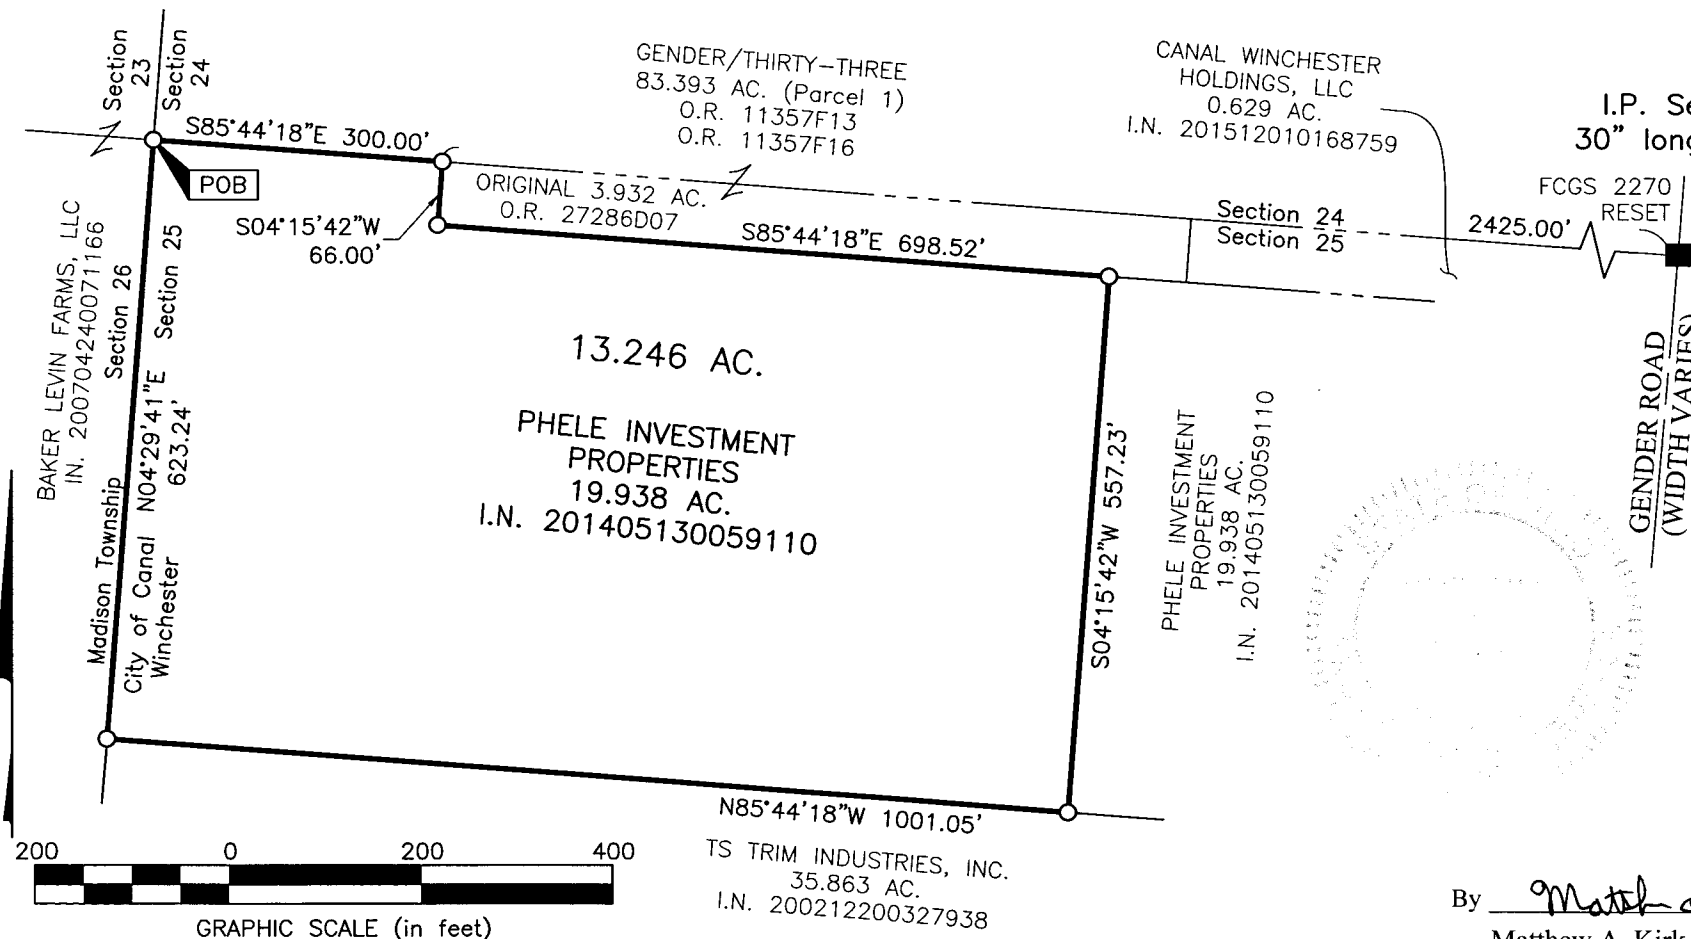 Section
23
Section
24
GENDER/THIRTY-THREE
83.393 AC. (Parcel 1)
O.R. 11357F13
O.R. 11357F16
CANAL WINCHESTER
HOLDINGS, LLC
0.629 AC.
I.N. 201512010168759
I.P. Se
30" long
FCGS 2270
RESET
S85°44'18"E 300.00'
POB
ORIGINAL 3.932 AC.
O.R. 27286D07
S04°15'42"W
66.00'
S85°44'18"E 698.52'
Section 24
Section 25
2425.00'
BAKER LEVIN FARMS, LLC
IN. 200704240071166
Section 26
Section 25
Madison Township
City of Canal
Winchester
N04°29'41"E
623.24'
13.246 AC.
PHELE INVESTMENT
PROPERTIES
19.938 AC.
I.N. 201405130059110
S04°15'42"W 557.23'
PHELE INVESTMENT
PROPERTIES
19.938 AC.
I.N. 201405130059110
GENDER ROAD
(WIDTH VARIES)
N85°44'18"W 1001.05'
TS TRIM INDUSTRIES, INC.
35.863 AC.
I.N. 200212200327938
200 0 200 400
GRAPHIC SCALE (in feet)
By
Matthew A. Kirk